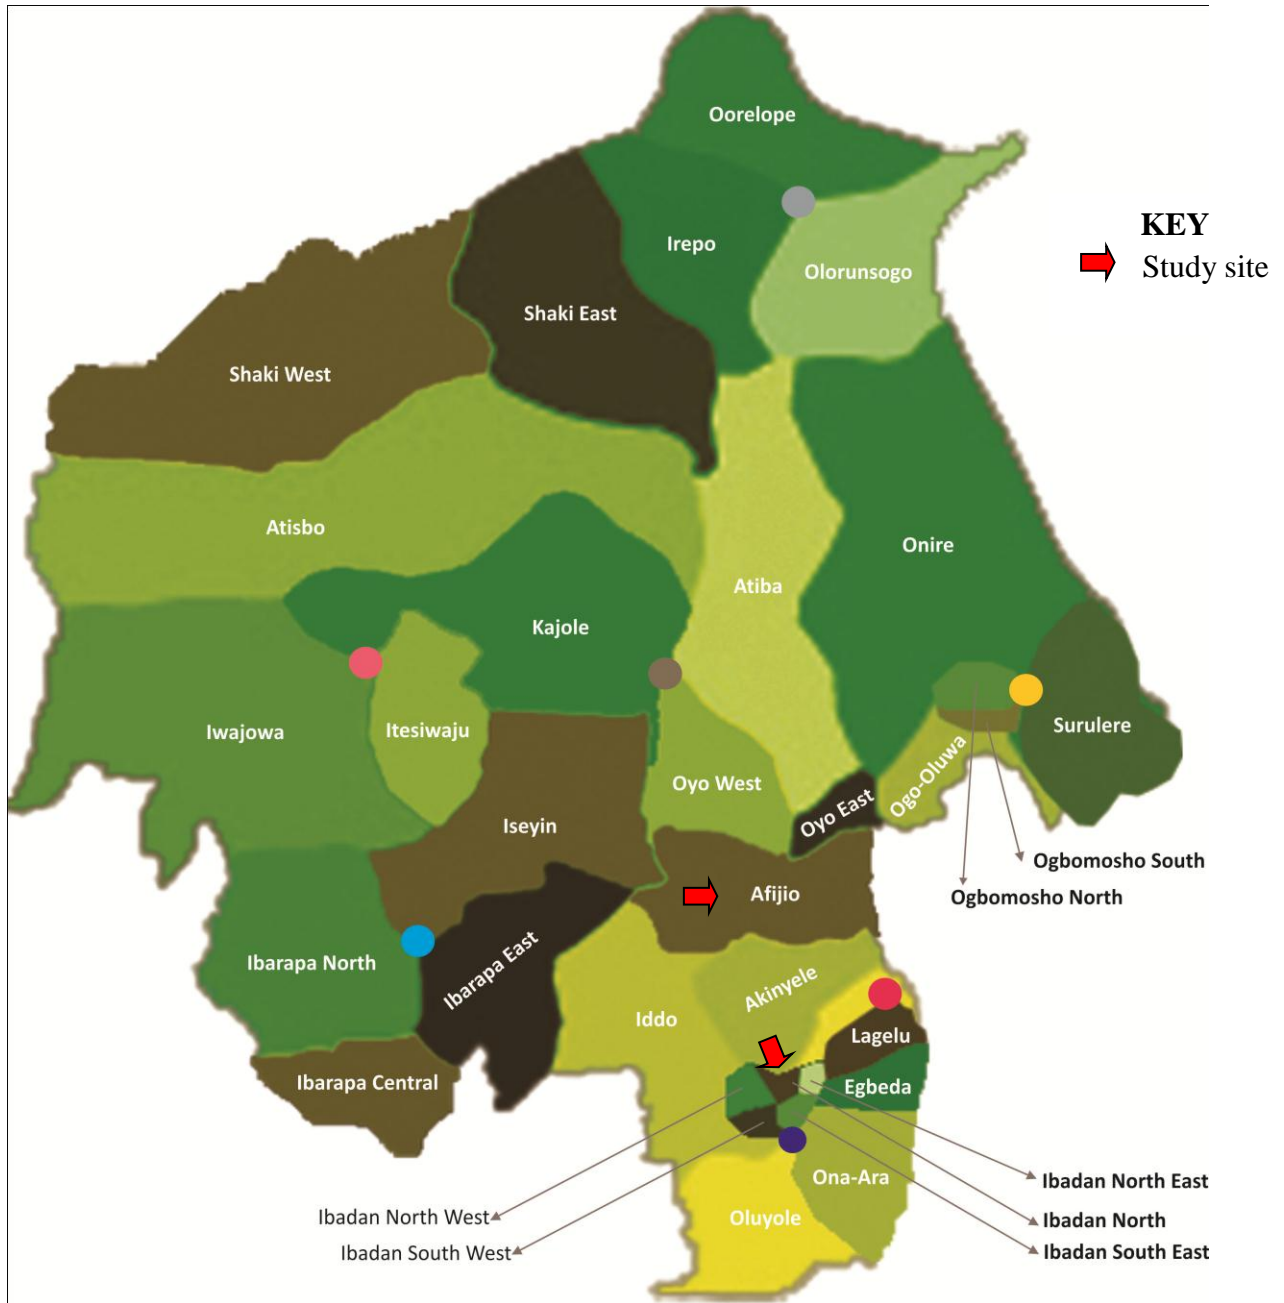 Oorelope
KEY
Irepo
Study site
Olorunsogo
Shaki East
Shaki West
Atisbo
Onire
Atiba
Kajole
Iwajowa
Itesiwaju
Surulere
Ogo-Oluwa
Oyo West
Oyo East
Iseyin
Ogbomosho South
Afijio
Ogbomosho North
Ibarapa North
Ibarapa East
Akinyele
Iddo
Lagelu
Ibarapa Central
Egbeda
Ona-Ara
Ibadan North East
Ibadan North West
Oluyole
Ibadan North
Ibadan South West
Ibadan South East